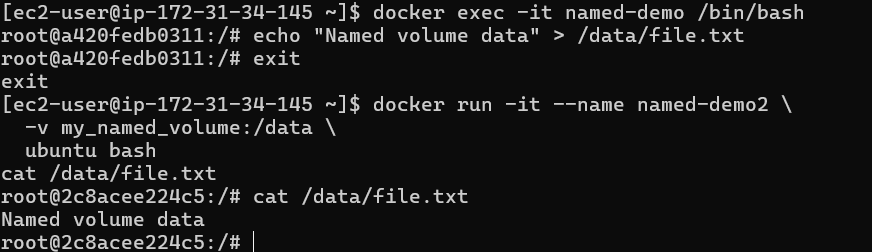 [ec2-user@ip-172-31-34-145 ~]$ docker exec -it named-demo /bin/bash
root@a420fedb0311:/# echo "Named volume data" > /data/file.txt
root@a420fedb0311:/# exit
exit
[ec2-user@ip-172-31-34-145 ~]$ docker run -it --name named-demo2 \
  -v my_named_volume:/data \
  ubuntu bash
cat /data/file.txt
root@2c8acee224c5:/# cat /data/file.txt
Named volume data
root@2c8acee224c5:/#